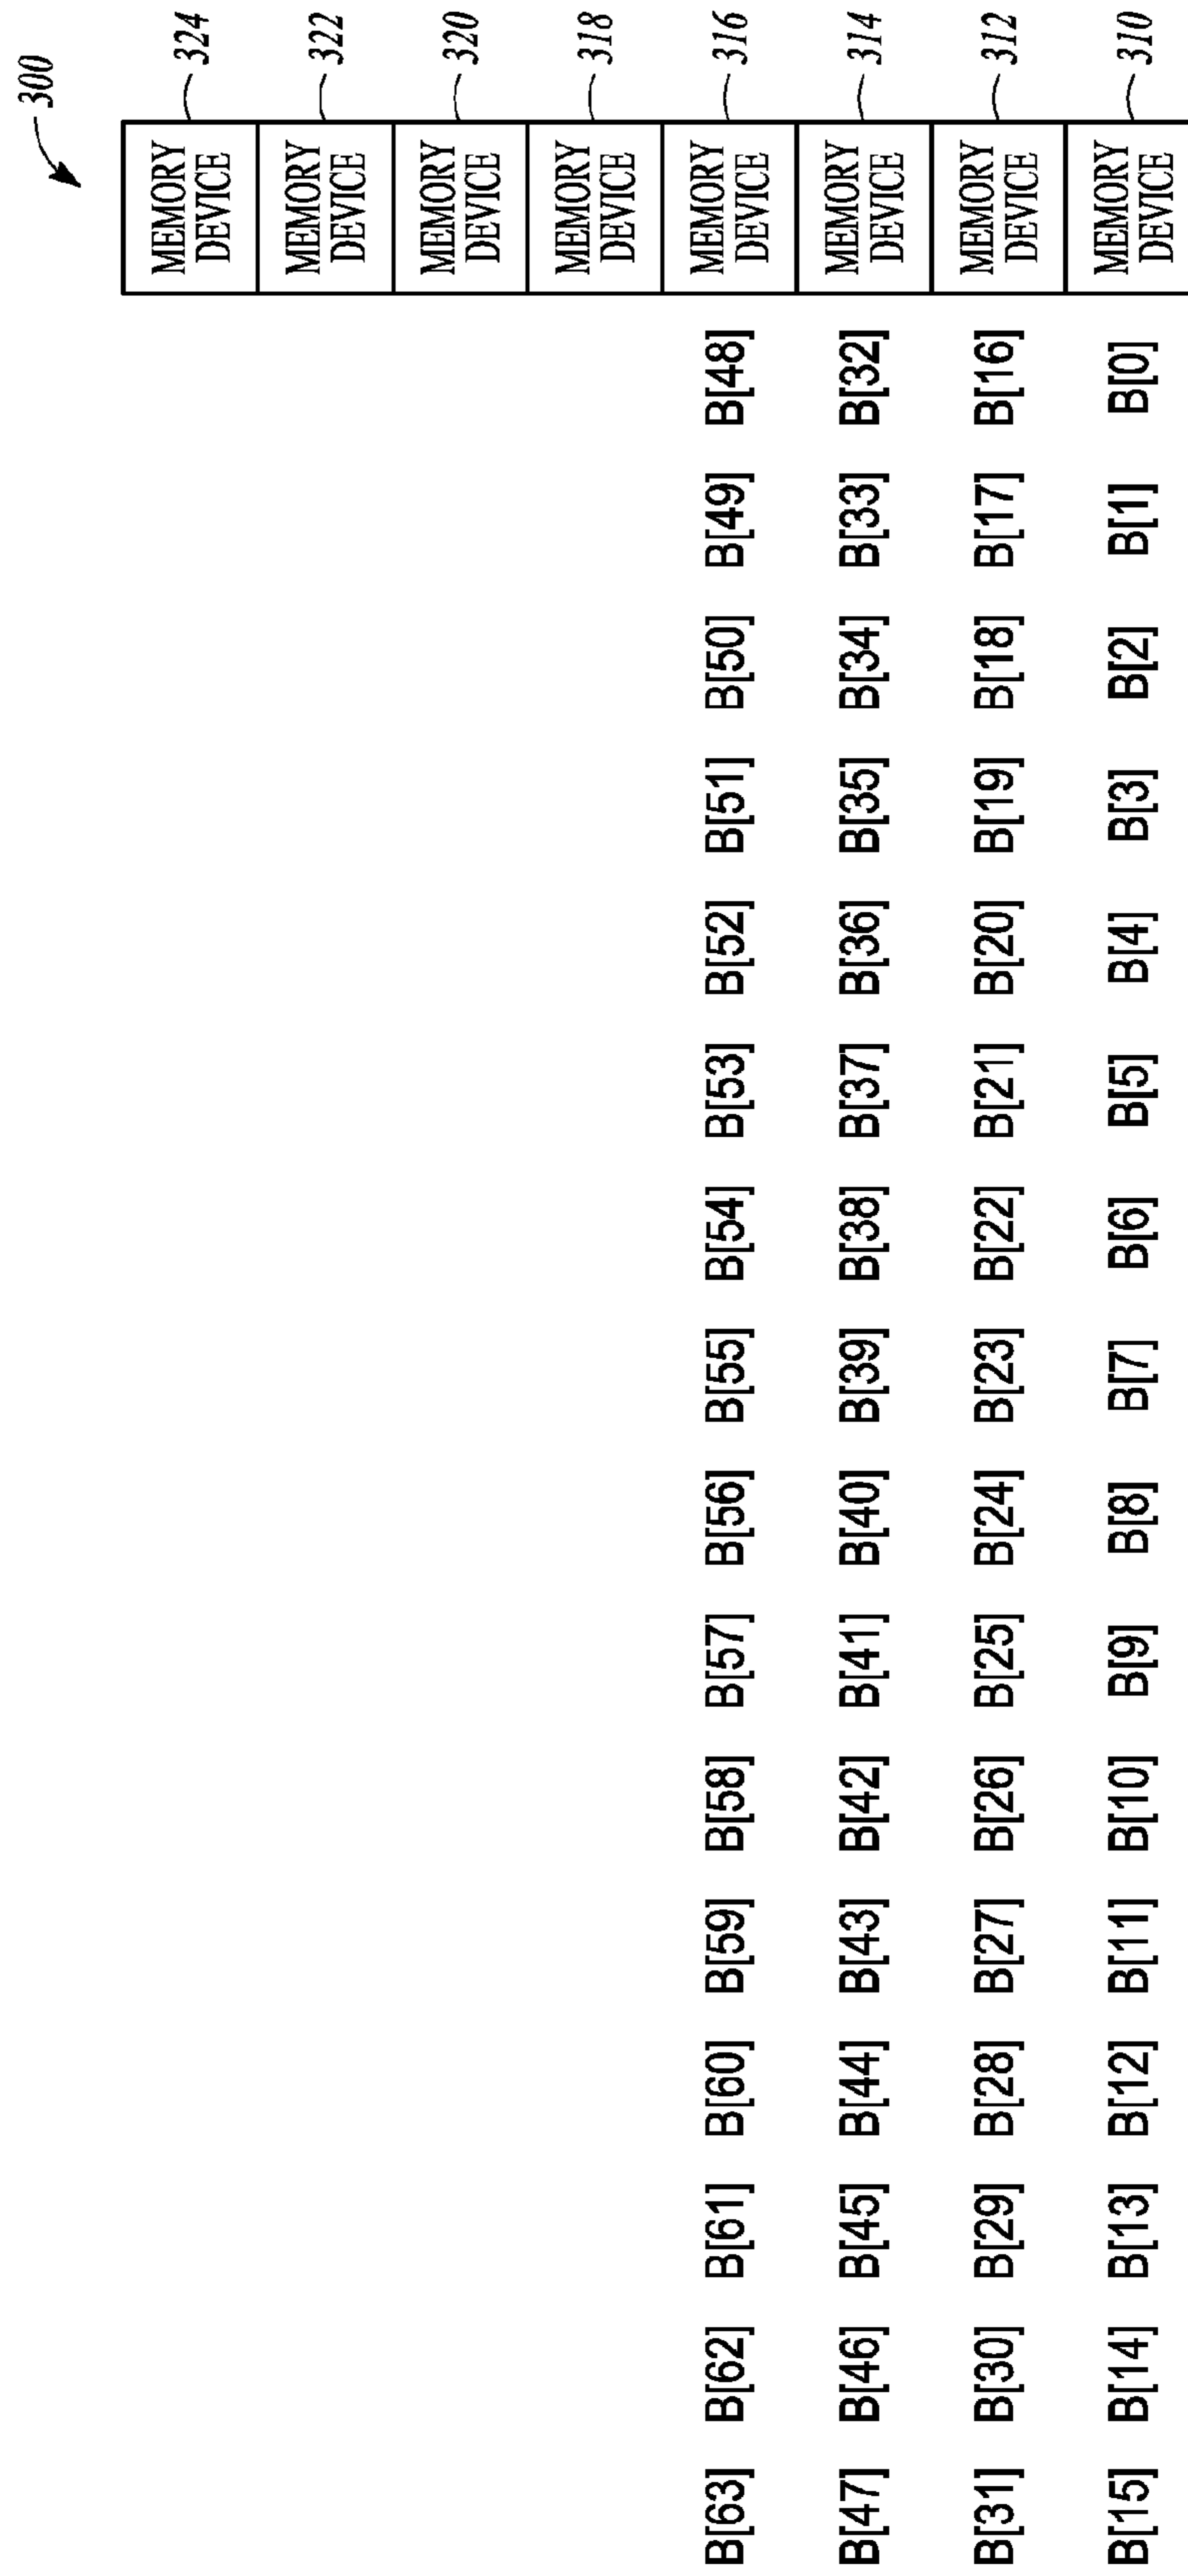 300
MEMORY
DEVICE
324
MEMORY
DEVICE
322
MEMORY
DEVICE
320
MEMORY
DEVICE
318
B[63] B[62] B[61] B[60] B[59] B[58] B[57] B[56] B[55] B[54] B[53] B[52] B[51] B[50] B[49] B[48]
MEMORY
DEVICE
316
B[47] B[46] B[45] B[44] B[43] B[42] B[41] B[40] B[39] B[38] B[37] B[36] B[35] B[34] B[33] B[32]
MEMORY
DEVICE
314
B[31] B[30] B[29] B[28] B[27] B[26] B[25] B[24] B[23] B[22] B[21] B[20] B[19] B[18] B[17] B[16]
MEMORY
DEVICE
312
B[15] B[14] B[13] B[12] B[11] B[10] B[9] B[8] B[7] B[6] B[5] B[4] B[3] B[2] B[1] B[0]
MEMORY
DEVICE
310